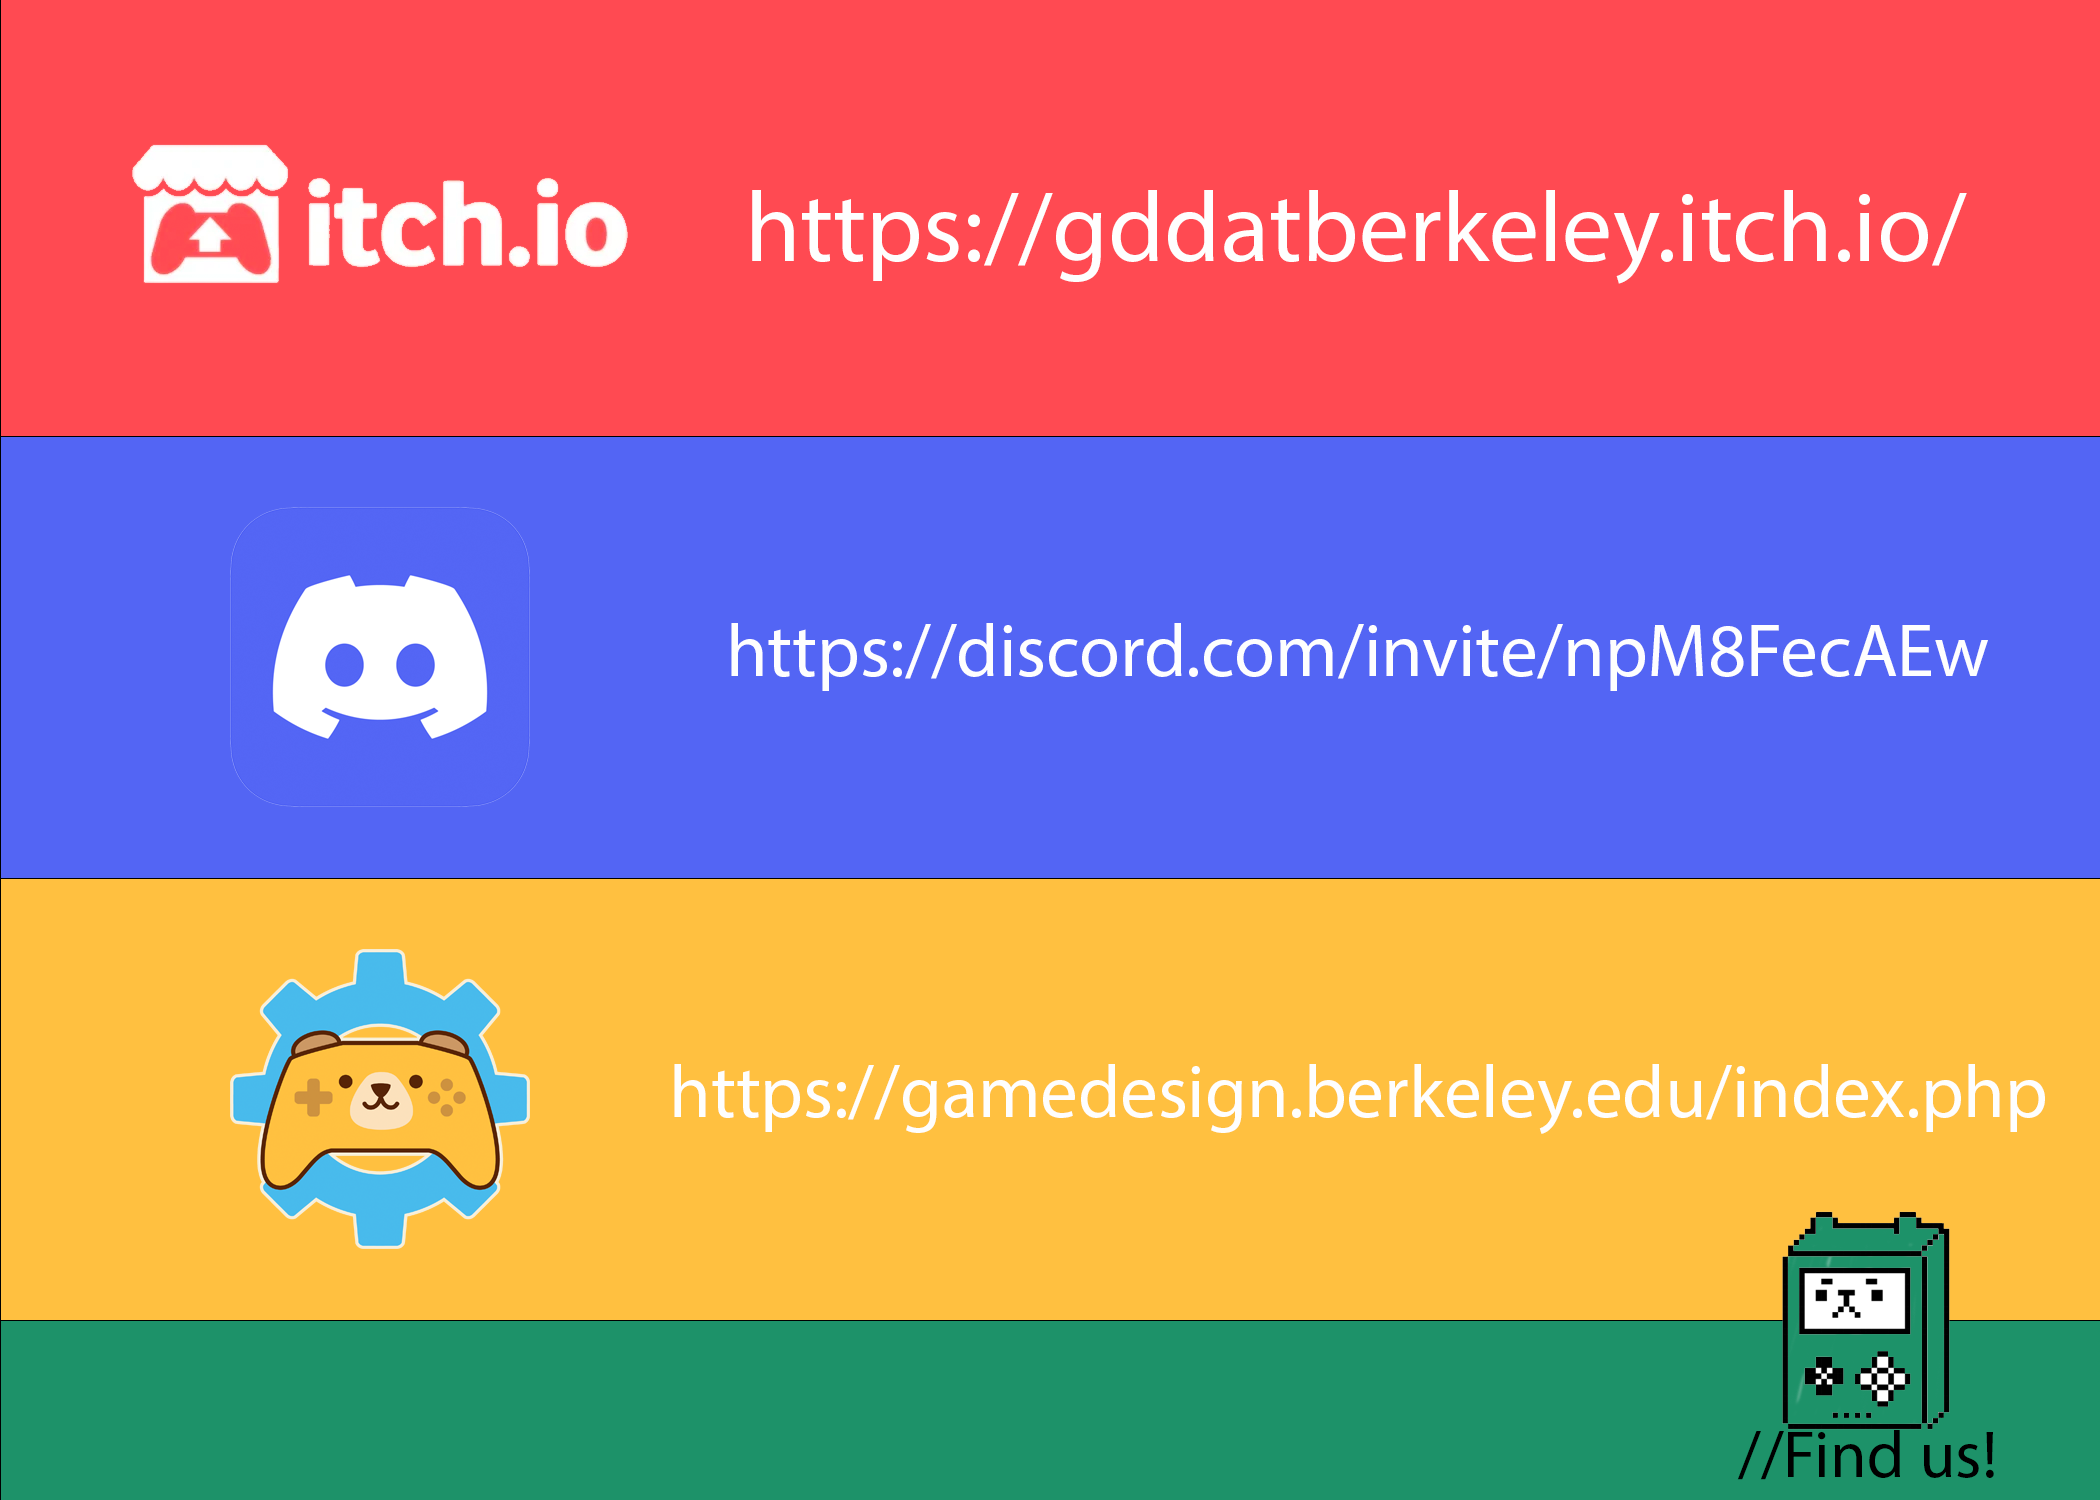 itch.io
https://gddatberkeley.itch.io/
https://discord.com/invite/npM8FecAEw
https://gamedesign.berkeley.edu/index.php
//Find us!